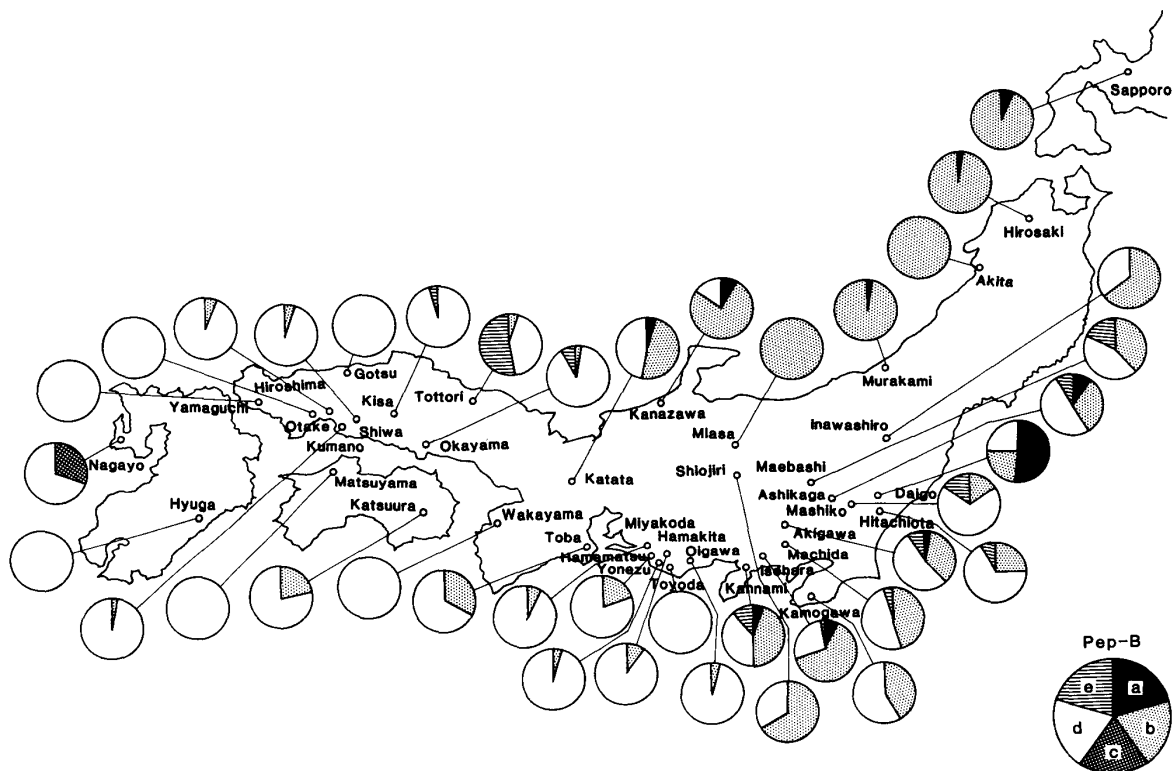 Sapporo
Hirosaki
Akita
Murakami
Inawashiro
Kanazawa
Miasa
Shiojiri
Maebashi
Ashikaga
Mashiko
Daigo
Hitachiota
Akigawa
Machida
Isehara
Kannami
Kamogawa
Gotsu
Hiroshima
Kisa
Tottori
Yamaguchi
Otake
Shiwa
Kumano
Okayama
Katata
Nagayo
Matsuyama
Hyuga
Katsuura
Wakayama
Miyakoda
Toba
Hamakita
Hamamatsu
Oigawa
Yonezu
Toyoda
Pep-B
e
a
d
b
c